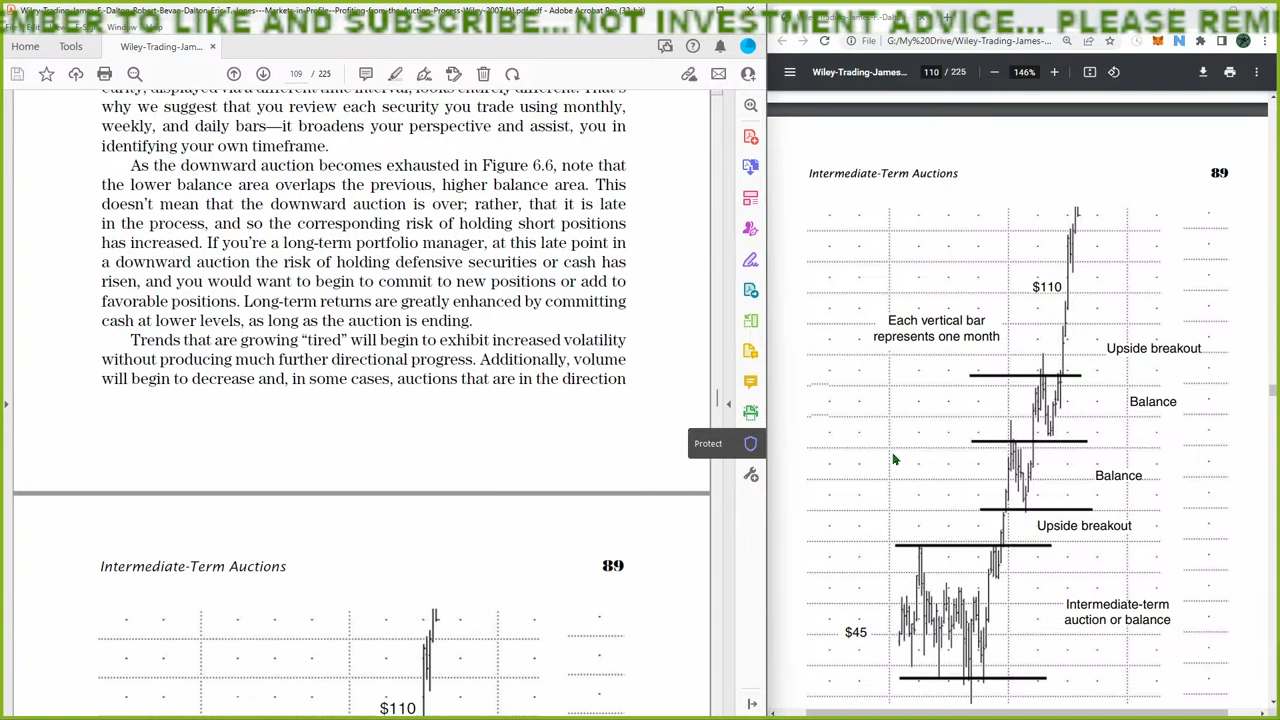 LIKE AND SUBSCRIBE... NOT INVESTMENT ADVICE... PLEASE REM
Home
Tools
Wiley-Trading-Jam...
109 / 225
why we suggest that you review each security you trade using monthly,
weekly, and daily bars—it broadens your perspective and assist, you in
identifying your own timeframe.
As the downward auction becomes exhausted in Figure 6.6, note that
the lower balance area overlaps the previous, higher balance area. This
doesn't mean that the downward auction is over; rather, that it is late
in the process, and so the corresponding risk of holding short positions
has increased. If you're a long-term portfolio manager, at this late point in
a downward auction the risk of holding defensive securities or cash has
risen, and you would want to begin to commit to new positions or add to
favorable positions. Long-term returns are greatly enhanced by committing
cash at lower levels, as long as the auction is ending.
Trends that are growing "tired" will begin to exhibit increased volatility
without producing much further directional progress. Additionally, volume
will begin to decrease and, in some cases, auctions that are in the direction
Protect
Intermediate-Term Auctions 89
$110
File
G:/My%20Drive/Wiley-Trading-James-...
Wiley-Trading-James...
110 / 225
146%
Intermediate-Term Auctions 89
$110
Each vertical bar
represents one month
Upside breakout
Balance
Balance
Upside breakout
Intermediate-term
auction or balance
$45